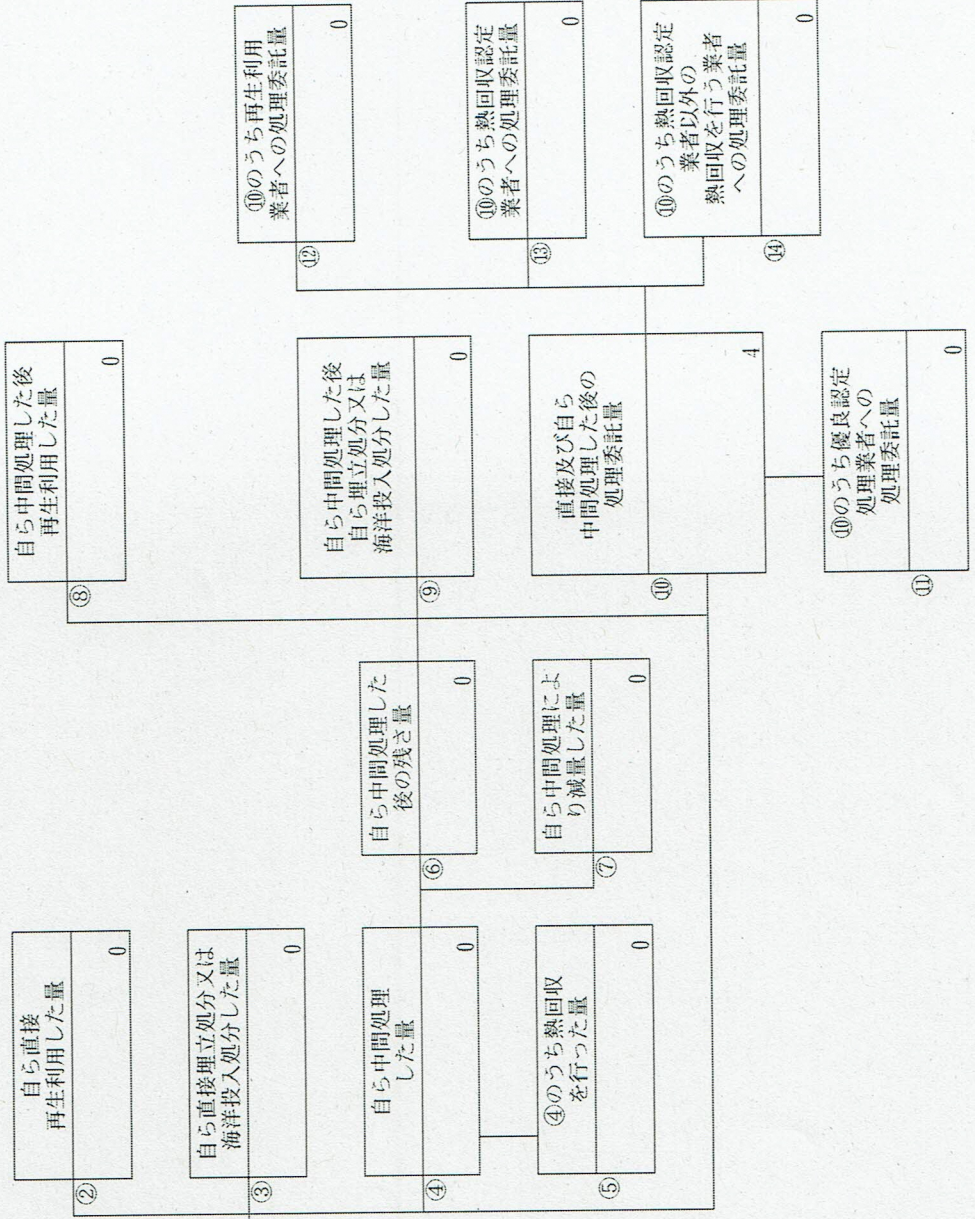 ②
自ら直接
再生利用した量
0
③
自ら直接埋立処分又は
海洋投入処分した量
0
④
自ら中間処理
した量
0
⑤
④のうち熱回収
を行った量
0
⑥
自ら中間処理した
後の残さ量
0
⑦
自ら中間処理によ
り減量した量
0
⑧
自ら中間処理した後
再生利用した量
0
⑨
自ら中間処理した後
自ら埋立処分又は
海洋投入処分した量
0
⑩
直接及び自ら
中間処理した後の
処理委託量
4
⑪
⑩のうち優良認定
処理業者への
処理委託量
0
⑫
⑩のうち再生利用
業者への処理委託量
0
⑬
⑩のうち熱回収認定
業者への処理委託量
0
⑭
⑩のうち熱回収認定
業者以外の
熱回収を行う業者
への処理委託量
0